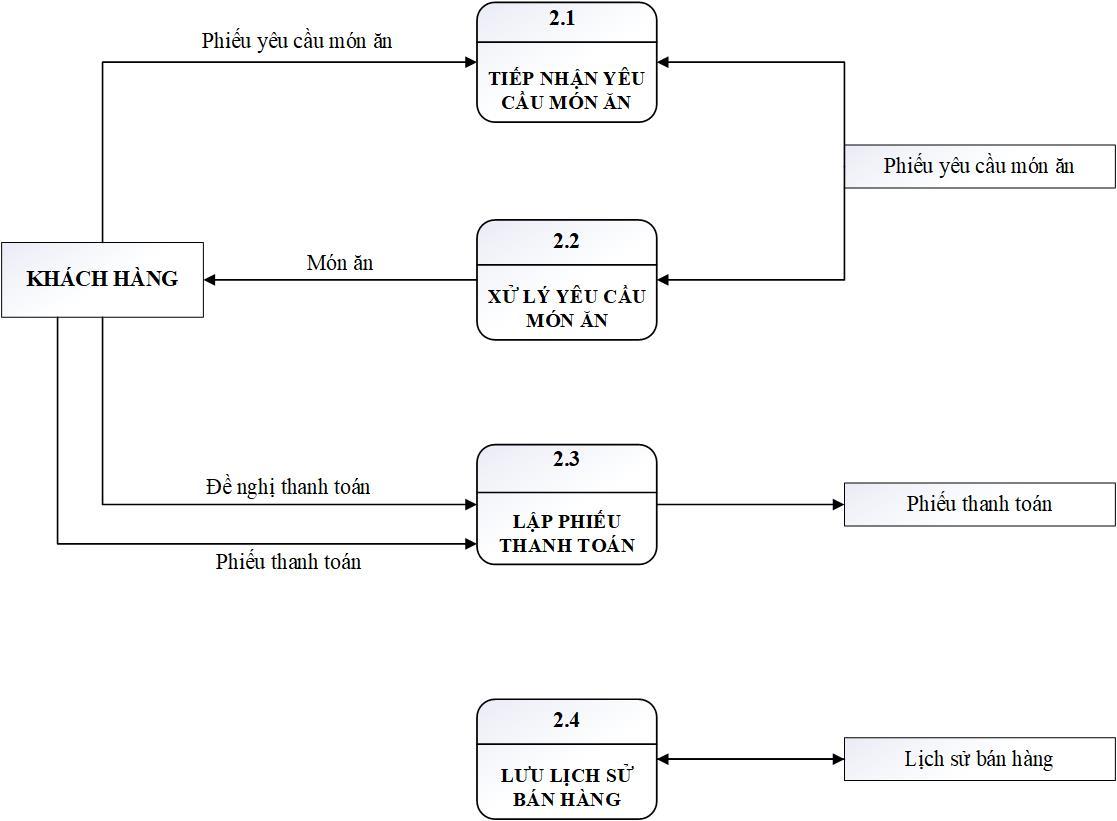 2.1
Phiếu yêu cầu món ăn
TIẾP NHẬN YÊU
CẦU MÓN ĂN
Phiếu yêu cầu món ăn
2.2
Món ăn
KHÁCH HÀNG
XỬ LÝ YÊU CẦU
MÓN ĂN
2.3
Đề nghị thanh toán
Phiếu thanh toán
LẬP PHIẾU
THANH TOÁN
Phiếu thanh toán
2.4
Lịch sử bán hàng
LƯU LỊCH SỬ
BÁN HÀNG